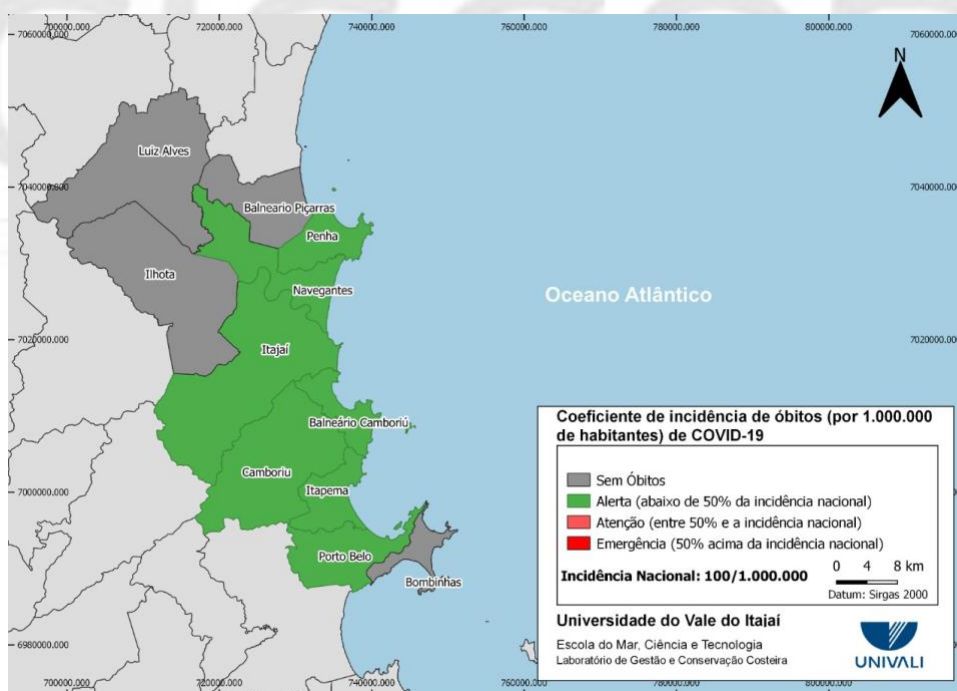 700000.000 720000.000 740000.000 760000.000 780000.000 800000.000
7060000.000 7060000.000
N
Luiz Alves
7040000.000 7040000.000
Balneario Piçarras
Penha
Ilhota
Navegantes
Oceano Atlântico
7020000.000 7020000.000
Itajaí
Balneário Camboriú
Camboriu
Itapema
7000000.000
Porto Belo
Bombinhas
6980000.000
Coeficiente de incidência de óbitos (por 1.000.000
de habitantes) de COVID-19
Sem Óbitos
Alerta (abaixo de 50% da incidência nacional)
Atenção (entre 50% e a incidência nacional)
Emergência (50% acima da incidência nacional)
Incidência Nacional: 100/1.000.000
0 4 8 km
Datum: Sirgas 2000
Universidade do Vale do Itajaí
Escola do Mar, Ciência e Tecnologia
Laboratório de Gestão e Conservação Costeira
UNIVALI
700000.000 720000.000 740000.000 760000.000 780000.000 800000.000